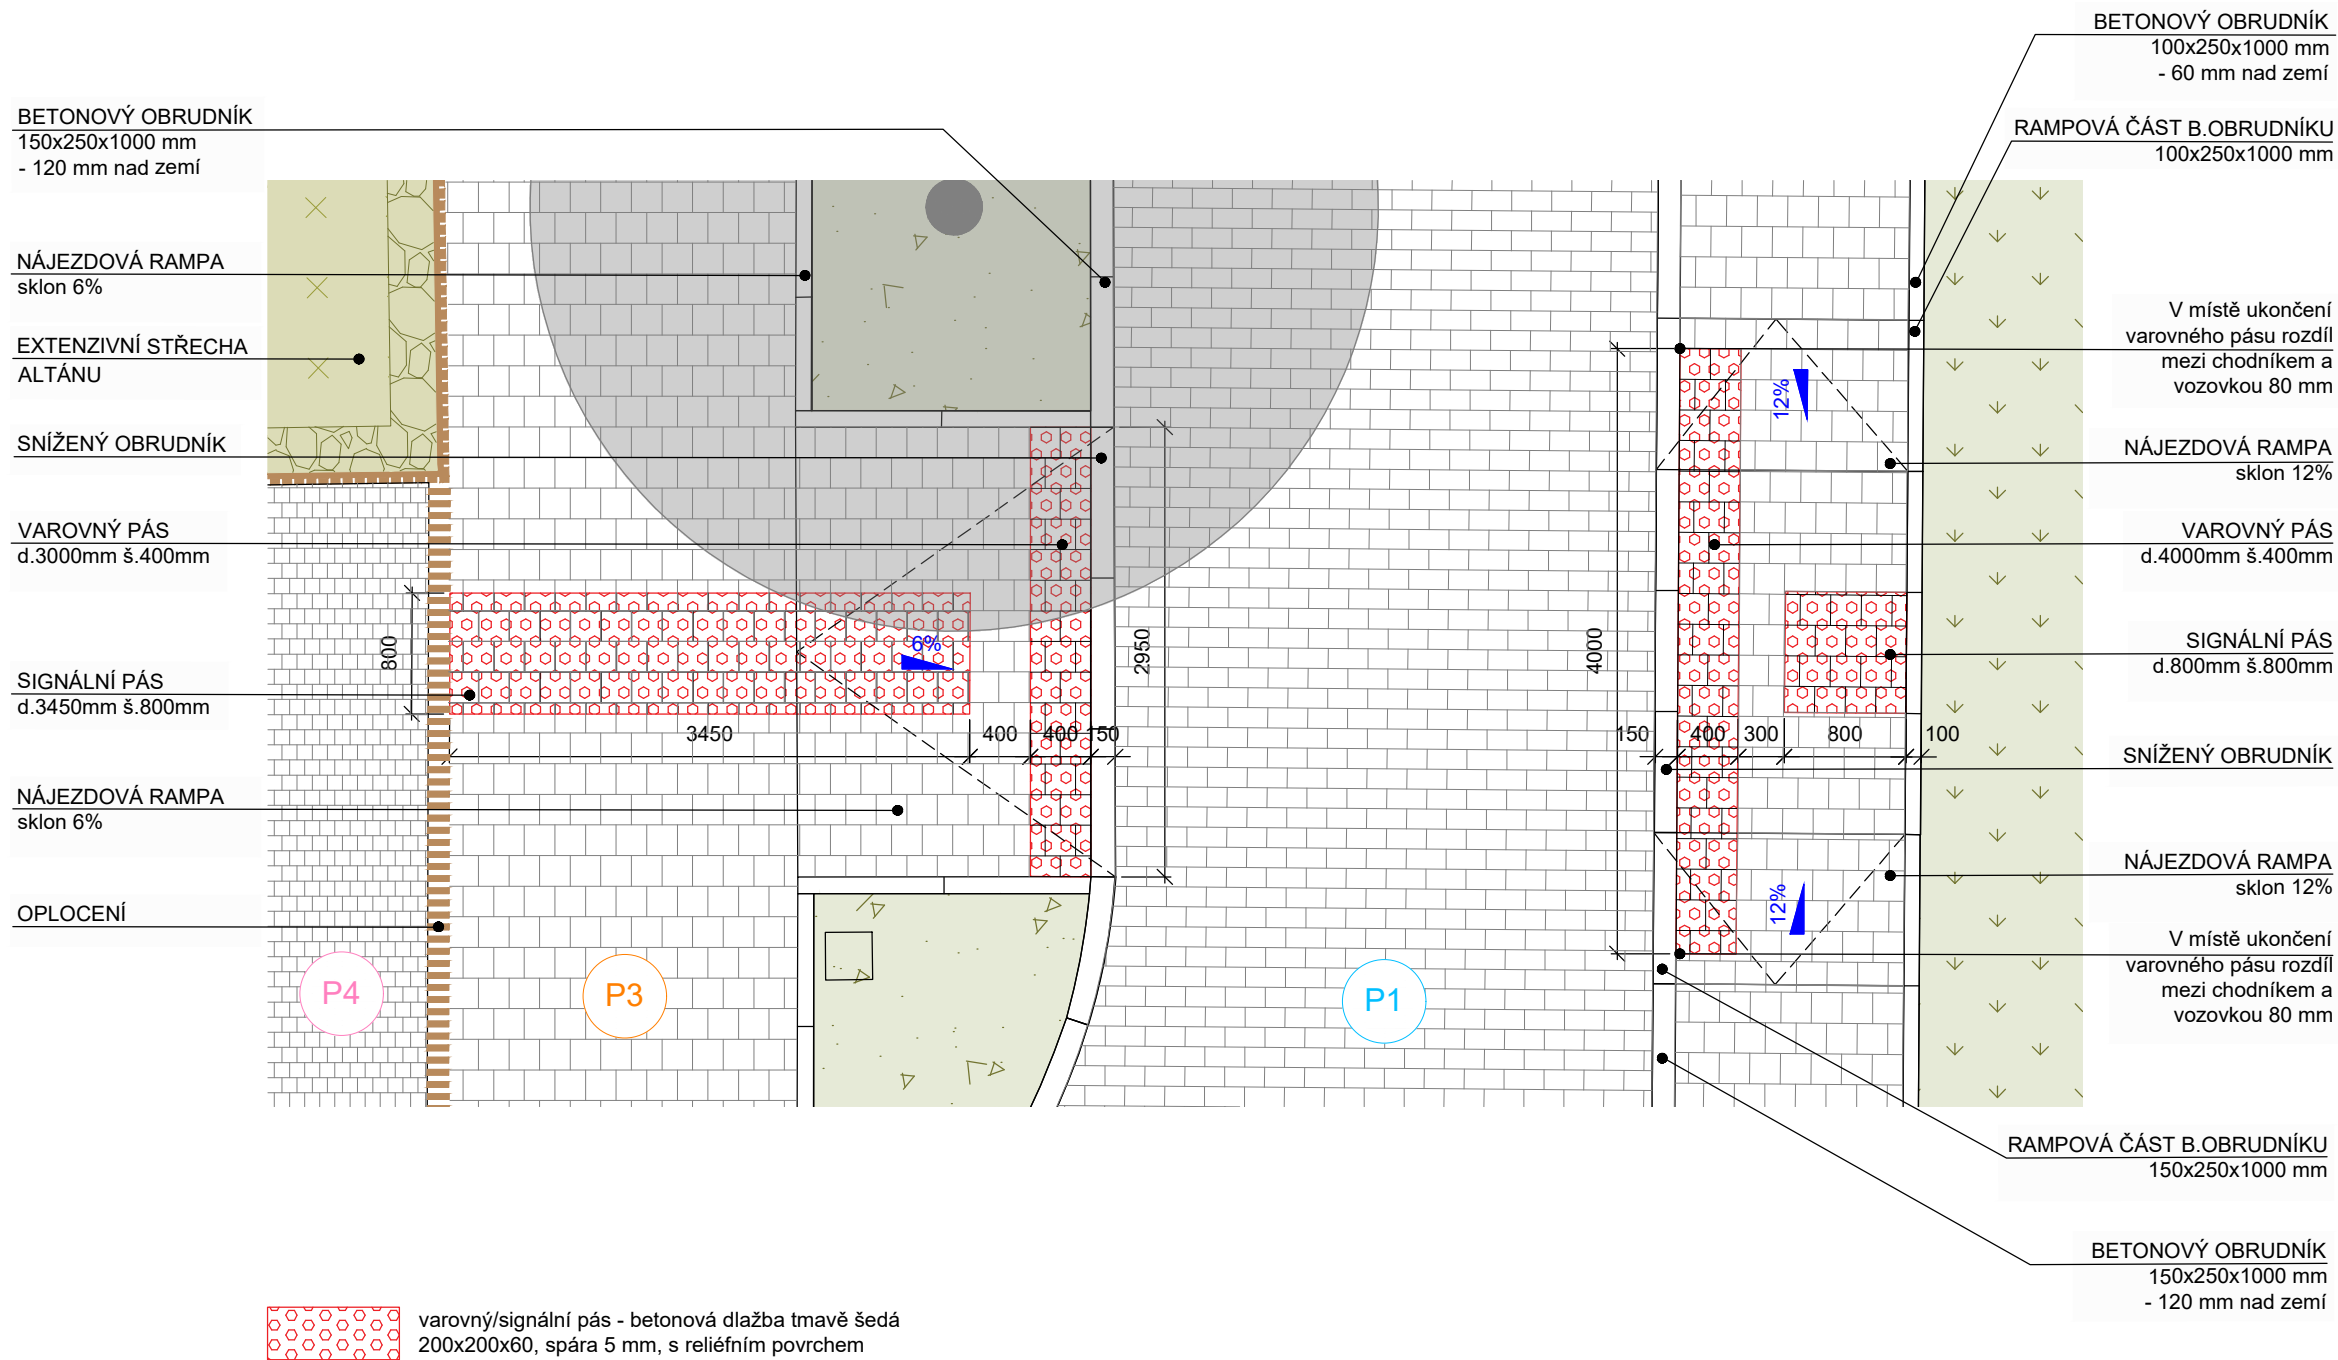 BETONOVÝ OBRUDNÍK
150x250x1000 mm
- 120 mm nad zemí
NÁJEZDOVÁ RAMPA
sklon 6%
EXTENZIVNÍ STŘECHA
ALTÁNU
SNÍŽENÝ OBRUDNÍK
VAROVNÝ PÁS
d.3000mm š.400mm
SIGNÁLNÍ PÁS
d.3450mm š.800mm
NÁJEZDOVÁ RAMPA
sklon 6%
OPLOCENÍ
800
6%
2950
3450
400
400
150
P4
P3
P1
4000
12%
12%
150
400
300
800
100
BETONOVÝ OBRUDNÍK
100x250x1000 mm
- 60 mm nad zemí
RAMPOVÁ ČÁST B.OBRUDNÍKU
100x250x1000 mm
V místě ukončení
varovného pásu rozdíl
mezi chodníkem a
vozovkou 80 mm
NÁJEZDOVÁ RAMPA
sklon 12%
VAROVNÝ PÁS
d.4000mm š.400mm
SIGNÁLNÍ PÁS
d.800mm š.800mm
SNÍŽENÝ OBRUDNÍK
NÁJEZDOVÁ RAMPA
sklon 12%
V místě ukončení
varovného pásu rozdíl
mezi chodníkem a
vozovkou 80 mm
RAMPOVÁ ČÁST B.OBRUDNÍKU
150x250x1000 mm
BETONOVÝ OBRUDNÍK
150x250x1000 mm
- 120 mm nad zemí
varovný/signální pás - betonová dlažba tmavě šedá
200x200x60, spára 5 mm, s reliéfním povrchem